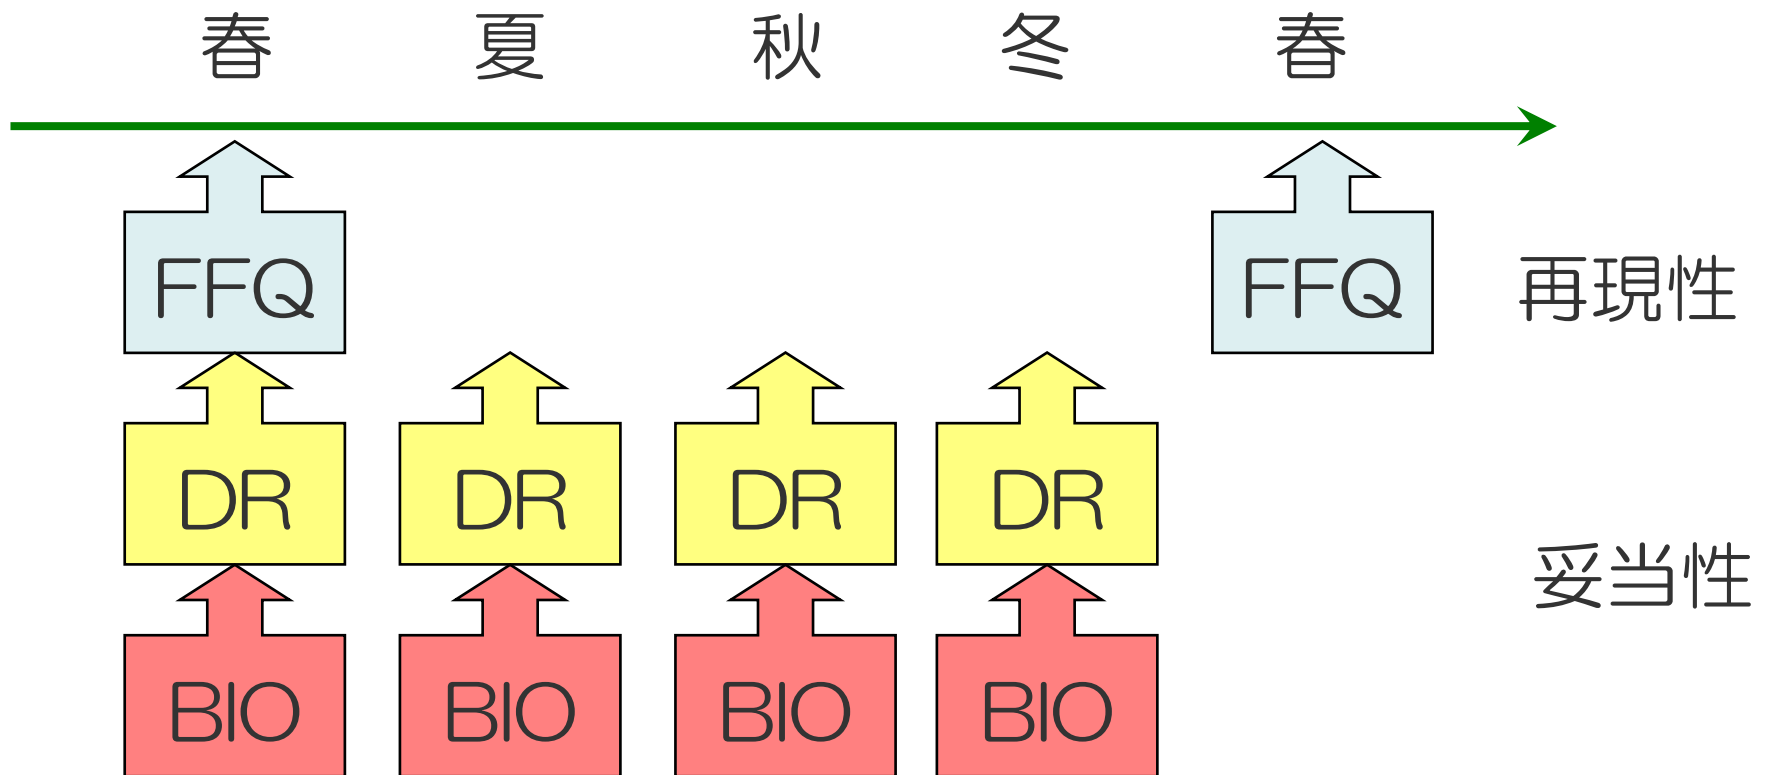 春 夏 秋 冬 春
FFQ FFQ 再現性
DR DR DR DR
妥当性
BIO BIO BIO BIO